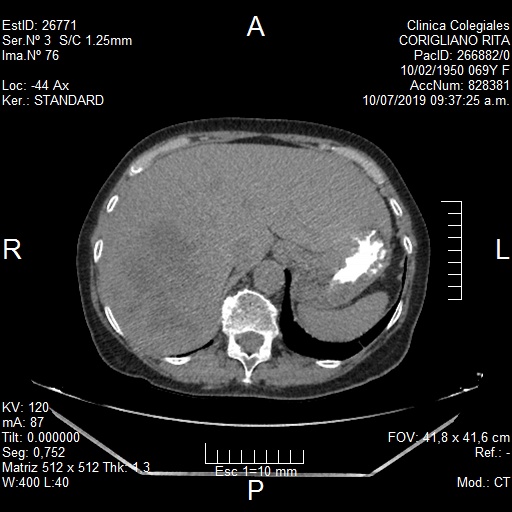 EstID: 26771
Ser.Nº 3 S/C 1.25mm
Ima.Nº 76
Loc: -44 Ax
Ker.: STANDARD
A
Clinica Colegiales
CORIGLIANO RITA
PacID: 266882/0
10/02/1950 069Y F
AccNum: 828381
10/07/2019 09:37:25 a.m.
R
L
KV: 120
mA: 87
Tilt: 0.000000
Seg: 0,752
Matriz 512 x 512 Thk: 1.3
W:400 L:40
Esc 1=10 mm
P
FOV: 41,8 x 41,6 cm
Ref.: -
Mod.: CT